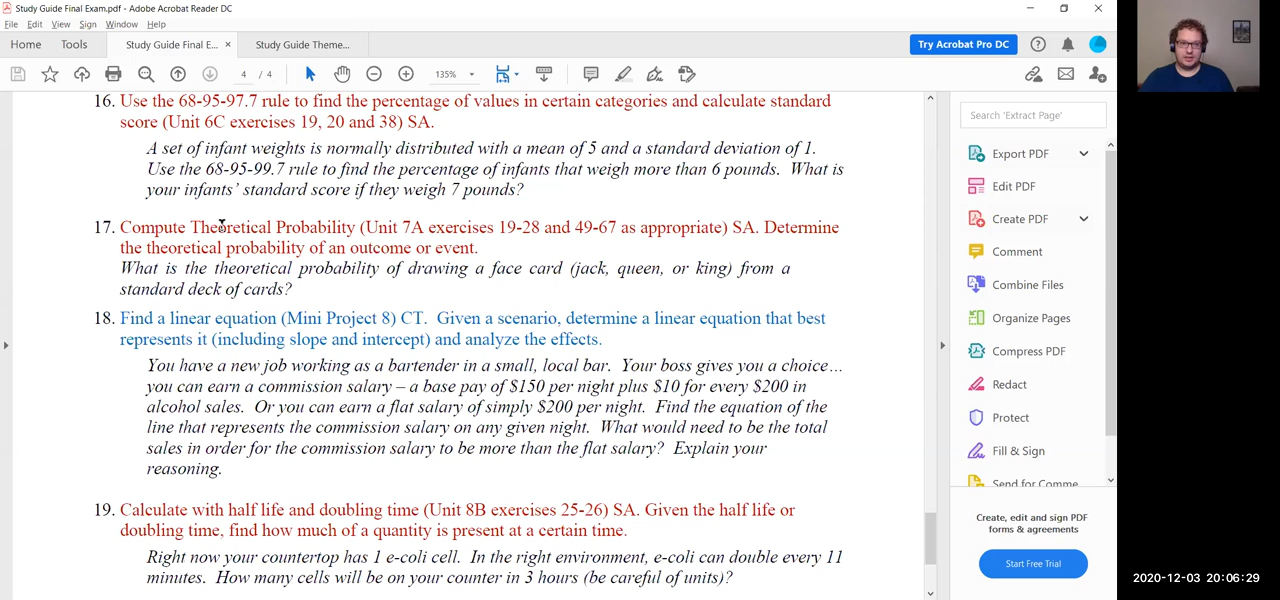 Study Guide Final Exam.pdf - Adobe Acrobat Reader DC
File Edit View Sign Window Help
Home Tools Study Guide Final E... × Study Guide Theme... Try Acrobat Pro DC
4 / 4 135%
16. Use the 68-95-97.7 rule to find the percentage of values in certain categories and calculate standard
score (Unit 6C exercises 19, 20 and 38) SA.
A set of infant weights is normally distributed with a mean of 5 and a standard deviation of 1.
Use the 68-95-99.7 rule to find the percentage of infants that weigh more than 6 pounds. What is
your infants' standard score if they weigh 7 pounds?
17. Compute Theoretical Probability (Unit 7A exercises 19-28 and 49-67 as appropriate) SA. Determine
the theoretical probability of an outcome or event.
What is the theoretical probability of drawing a face card (jack, queen, or king) from a
standard deck of cards?
18. Find a linear equation (Mini Project 8) CT. Given a scenario, determine a linear equation that best
represents it (including slope and intercept) and analyze the effects.
You have a new job working as a bartender in a small, local bar. Your boss gives you a choice…
you can earn a commission salary – a base pay of $150 per night plus $10 for every $200 in
alcohol sales. Or you can earn a flat salary of simply $200 per night. Find the equation of the
line that represents the commission salary on any given night. What would need to be the total
sales in order for the commission salary to be more than the flat salary? Explain your
reasoning.
19. Calculate with half life and doubling time (Unit 8B exercises 25-26) SA. Given the half life or
doubling time, find how much of a quantity is present at a certain time.
Right now your countertop has 1 e-coli cell. In the right environment, e-coli can double every 11
minutes. How many cells will be on your counter in 3 hours (be careful of units)?
Search 'Extract Page'
Export PDF
Edit PDF
Create PDF
Comment
Combine Files
Organize Pages
Compress PDF
Redact
Protect
Fill & Sign
Send for Comme
Create, edit and sign PDF
forms & agreements
Start Free Trial
2020-12-03 20:06:29